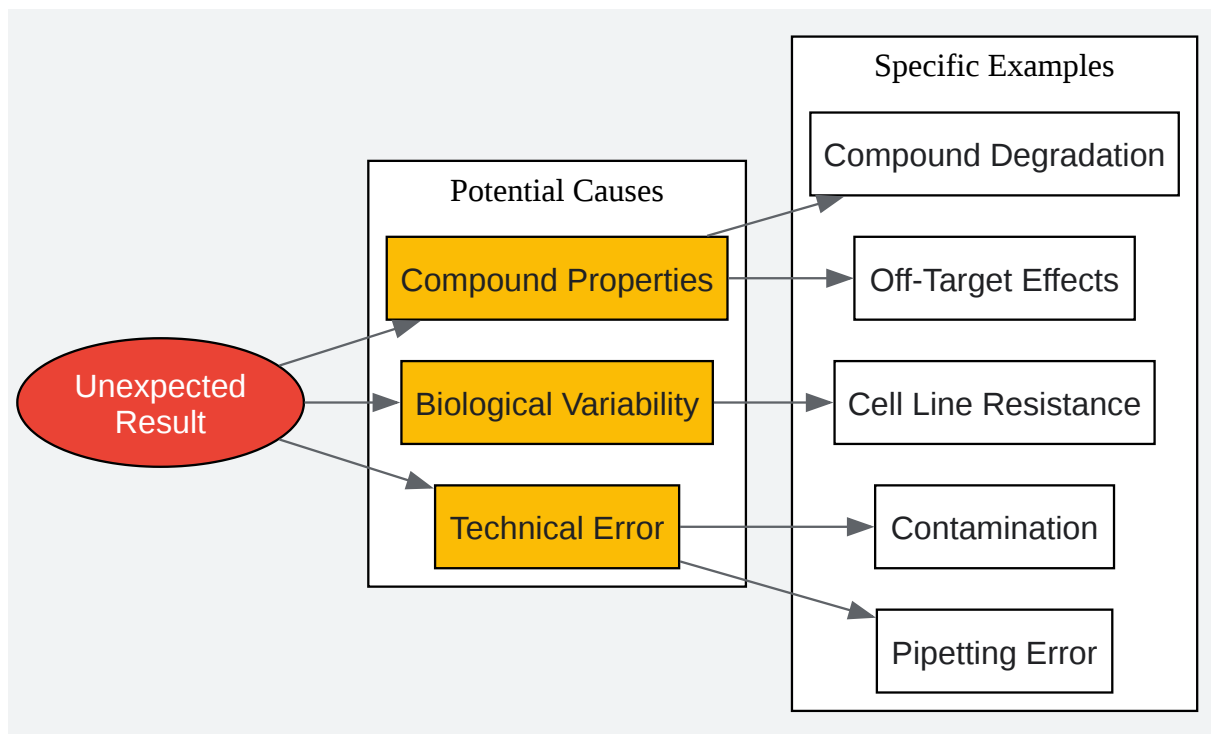 Specific Examples
Compound Degradation
Potential Causes
Compound Properties
Off-Target Effects
Unexpected
Result
Biological Variability
Cell Line Resistance
Technical Error
Contamination
Pipetting Error